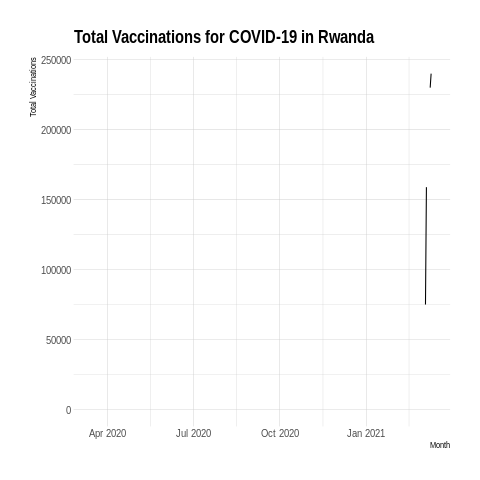 Total Vaccinations for COVID-19 in Rwanda
Total Vaccinations
250000
200000
150000
100000
50000
0
Apr 2020 Jul 2020 Oct 2020 Jan 2021
Month